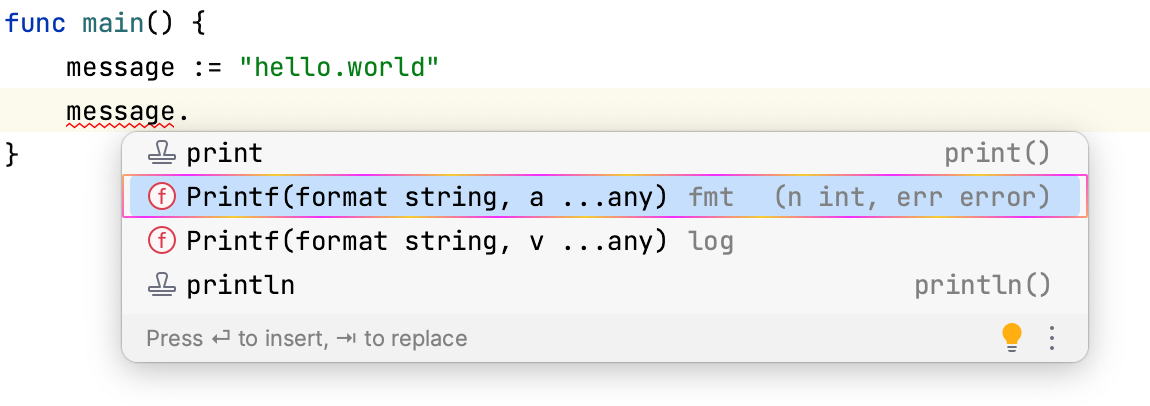 func main() {
    message := "hello.world"
    message.
}
print print()
f Printf(format string, a ...any) fmt (n int, err error)
f Printf(format string, v ...any) log
println println()
Press ⏎ to insert, ⇥ to replace